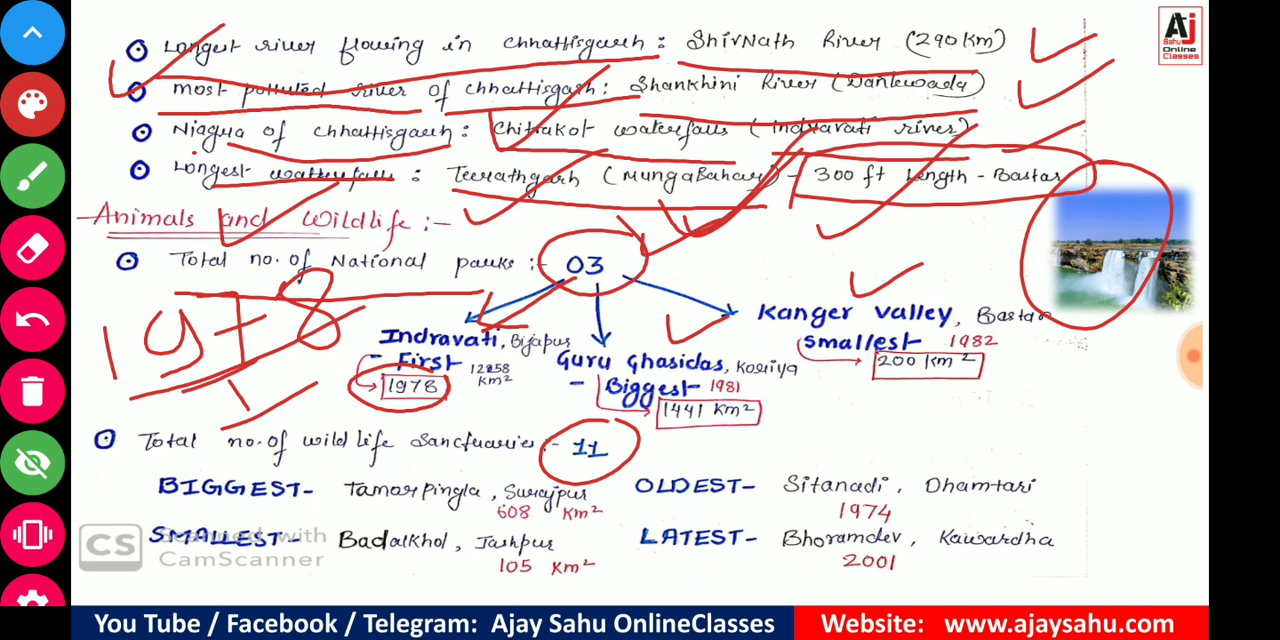 Longest river flowing in Chhattisgarh : ShivNath River (290 km)
most polluted river of Chhattisgarh : Shankhini River (Dantewada)
Niagra of Chhattisgarh : Chitrakot waterfalls (indravati river)
Longest waterfalls : Teerathgarh (MungaBahar) - 300 ft Length - Bastar
Animals and Wildlife :-
Total no. of National parks :- 03
1978
Indravati, Bijapur
- First 1258 km²
1978
Guru Ghasidas, Koriya
- Biggest 1981
1441 km²
Kanger valley, Bastar
Smallest 1982
200 km²
Total no. of wild life Sanctuaries :- 11
BIGGEST - Tamorpingla, Surajpur
608 km²
OLDEST - Sitanadi, Dhamtari
1974
SMALLEST - Badalkhol, Jashpur
105 Km²
LATEST - Bhoramdev, Kawardha
2001
CS Scanned with
CamScanner
Aj
Sahu
Online
Classes
You Tube / Facebook / Telegram: Ajay Sahu OnlineClasses
Website: www.ajaysahu.com